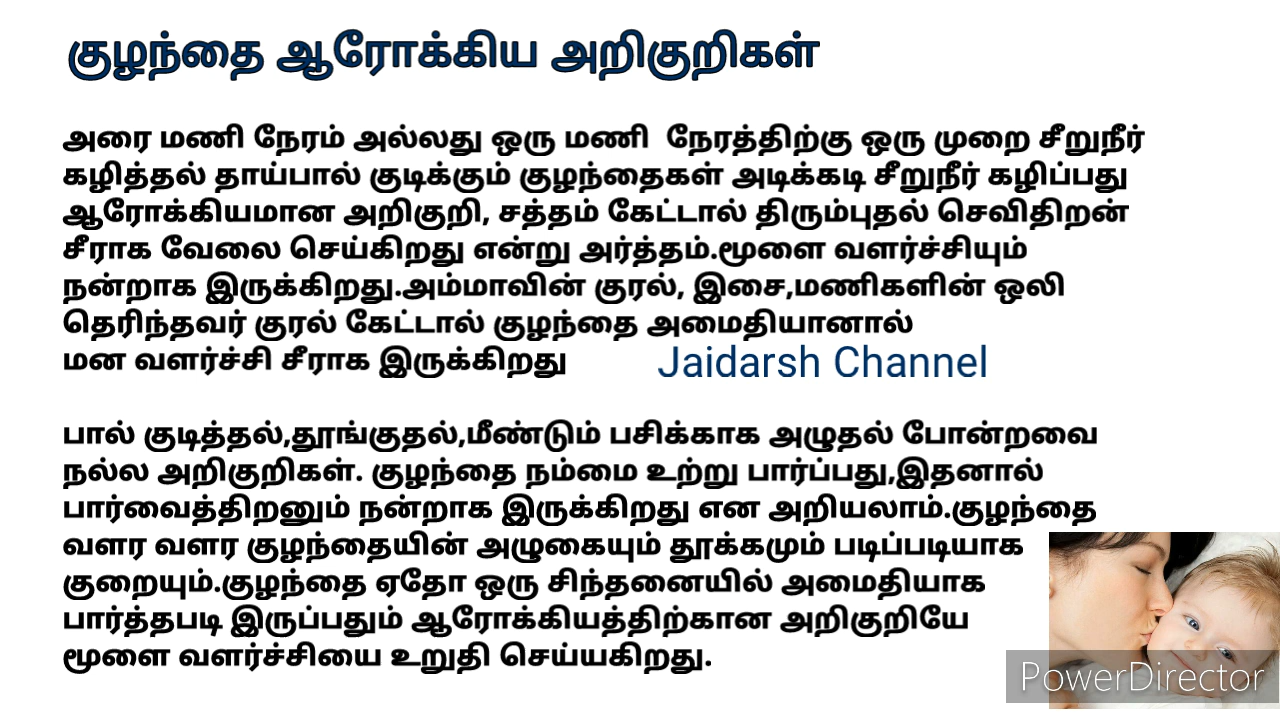 குழந்தை ஆரோக்கிய அறிகுறிகள்
அரை மணி நேரம் அல்லது ஒரு மணி நேரத்திற்கு ஒரு முறை சீறுநீர்
கழித்தல் தாய்பால் குடிக்கும் குழந்தைகள் அடிக்கடி சீறுநீர் கழிப்பது
ஆரோக்கியமான அறிகுறி, சத்தம் கேட்டால் திரும்புதல் செவிதிறன்
சீராக வேலை செய்கிறது என்று அர்த்தம்.மூளை வளர்ச்சியும்
நன்றாக இருக்கிறது.அம்மாவின் குரல், இசை,மணிகளின் ஒலி
தெரிந்தவர் குரல் கேட்டால் குழந்தை அமைதியானால்
மன வளர்ச்சி சீராக இருக்கிறது
Jaidarsh Channel
பால் குடித்தல்,தூங்குதல்,மீண்டும் பசிக்காக அழுதல் போன்றவை
நல்ல அறிகுறிகள். குழந்தை நம்மை உற்று பார்ப்பது,இதனால்
பார்வைத்திறனும் நன்றாக இருக்கிறது என அறியலாம்.குழந்தை
வளர வளர குழந்தையின் அழுகையும் தூக்கமும் படிப்படியாக
குறையும்.குழந்தை ஏதோ ஒரு சிந்தனையில் அமைதியாக
பார்த்தபடி இருப்பதும் ஆரோக்கியத்திற்கான அறிகுறியே
மூளை வளர்ச்சியை உறுதி செய்யகிறது.
PowerDirector